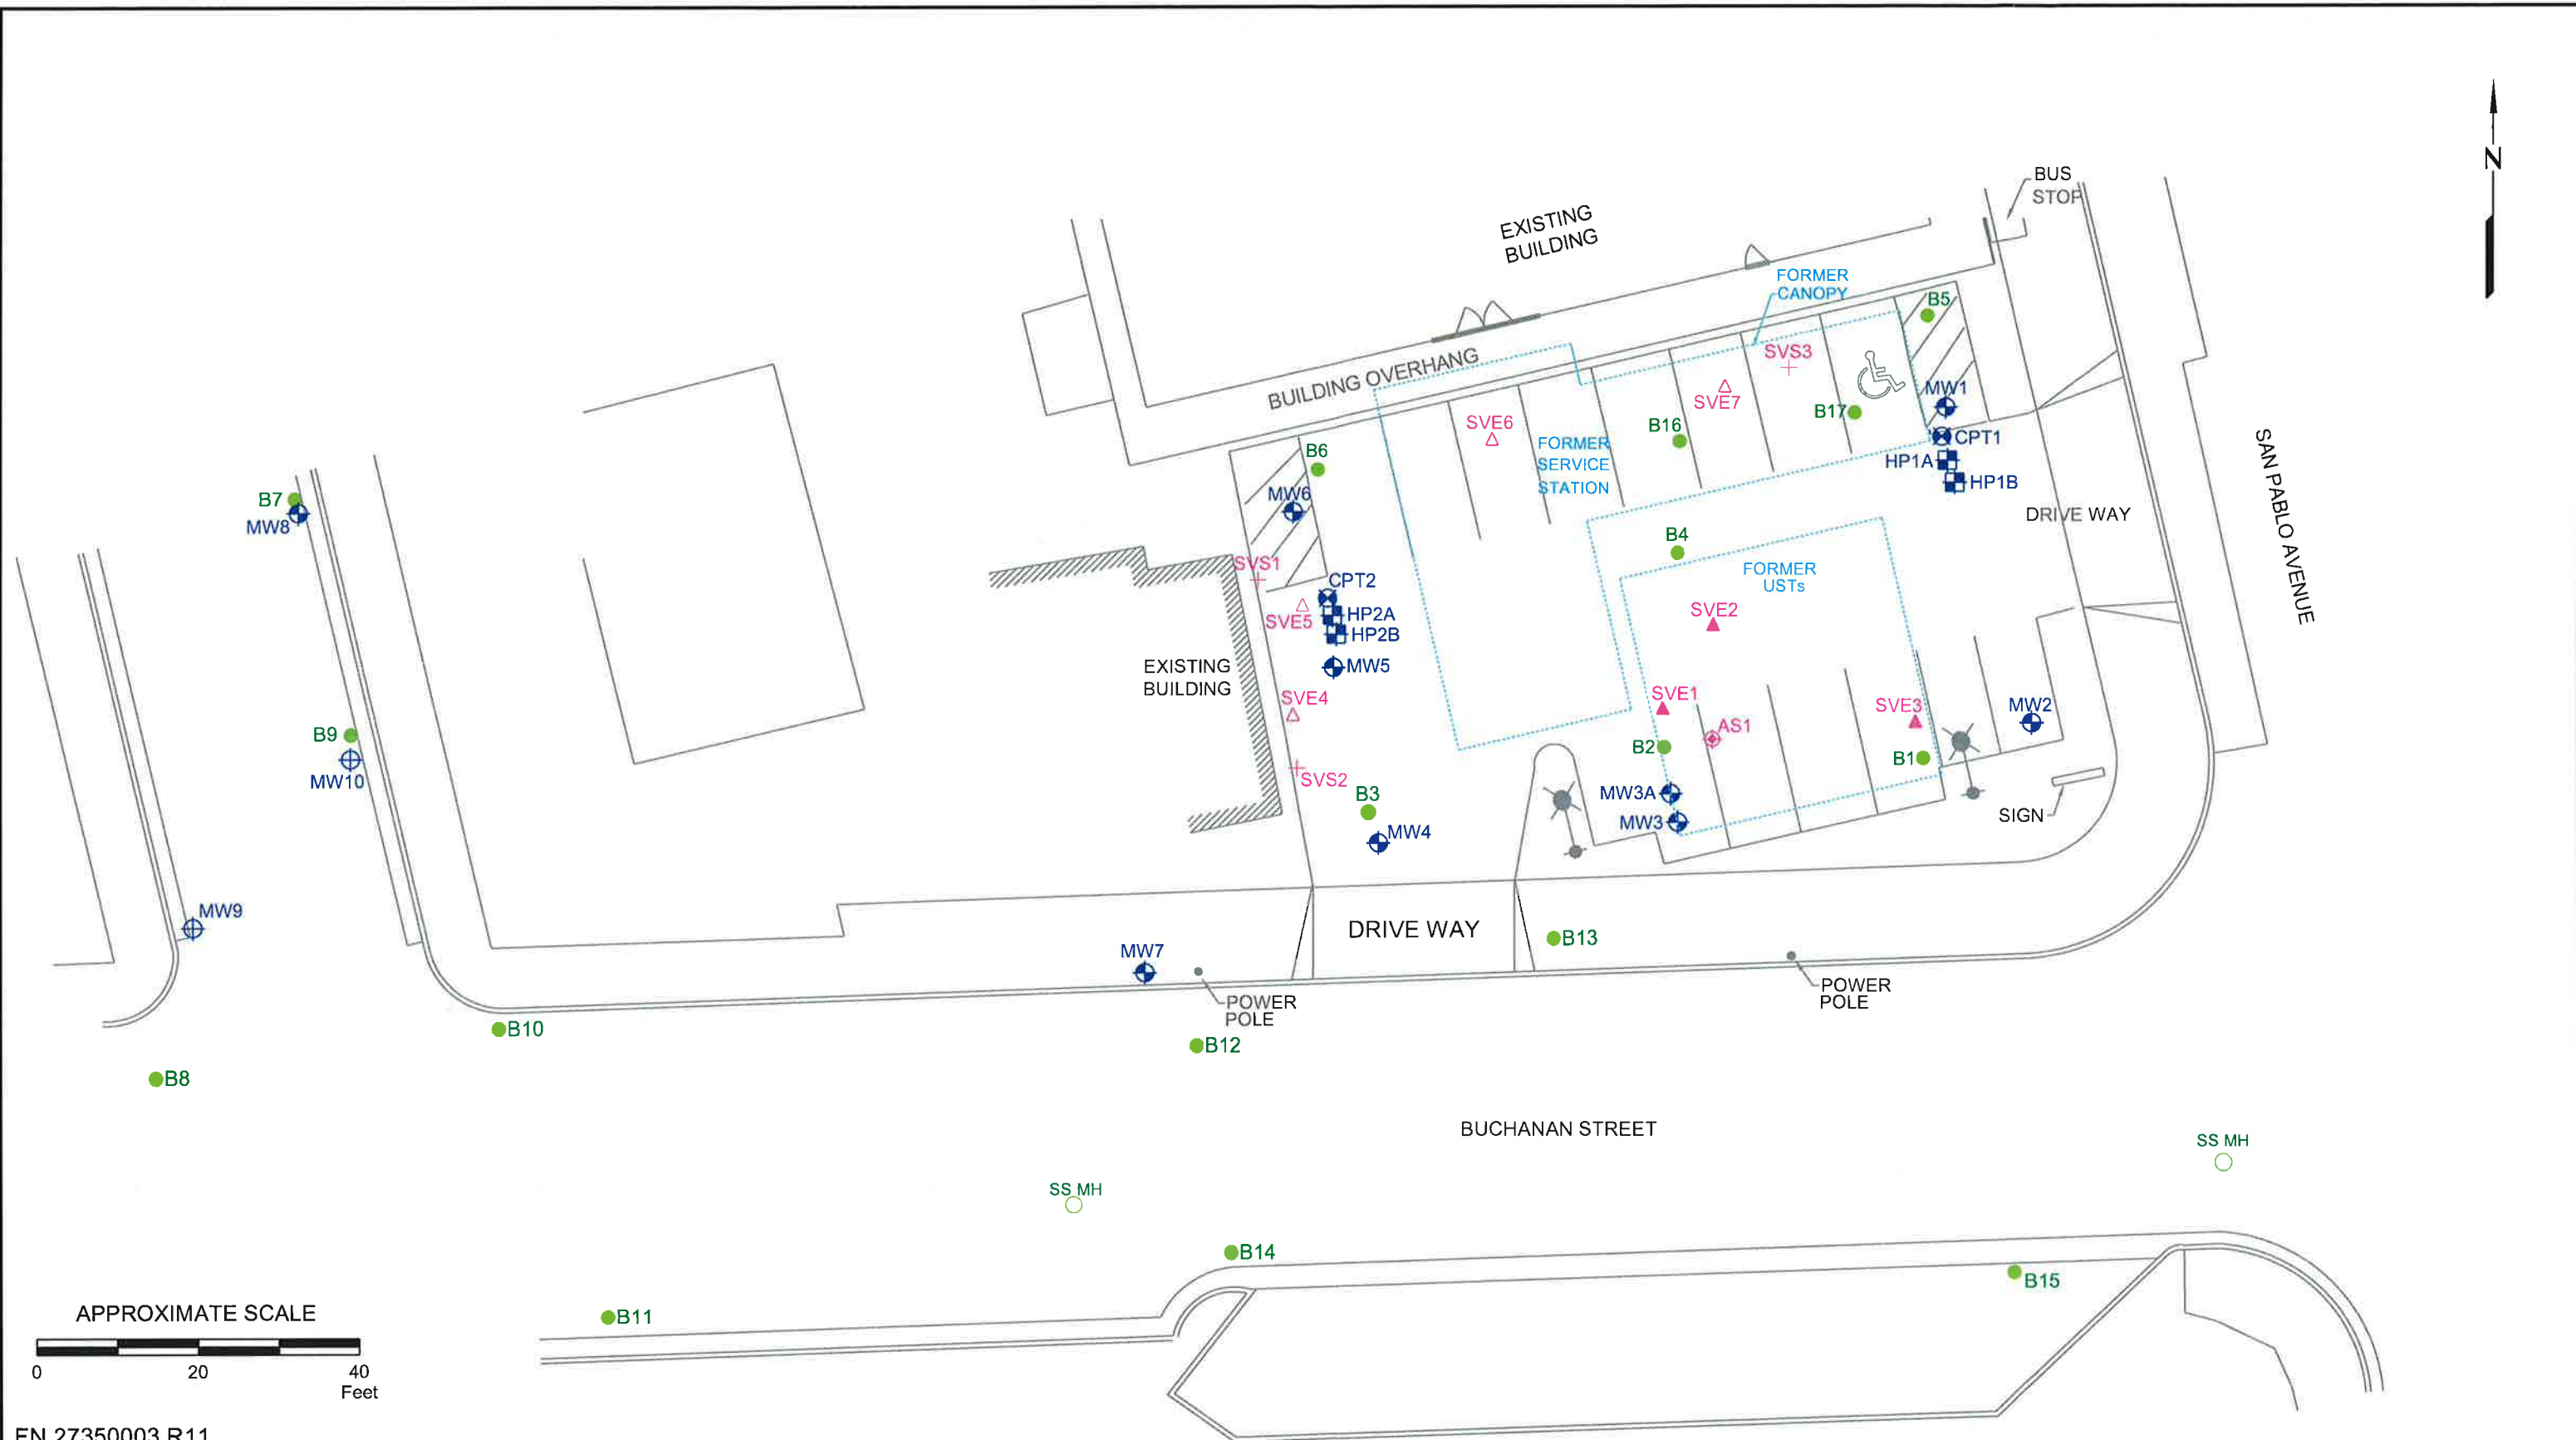 N
BUS
STOP
EXISTING
BUILDING
FORMER
CANOPY
B5
SVS3
BUILDING OVERHANG
SVE7
MW1
B17
SVE6
B16
CPT1
FORMER
SERVICE
STATION
HP1A
HP1B
B6
MW6
B7
MW8
DRIVE WAY
SAN PABLO AVENUE
B4
SVS1
FORMER
USTs
CPT2
HP2A
SVE5
HP2B
SVE2
EXISTING
BUILDING
MW5
SVE4
SVE1
SVE3
MW2
AS1
B9
MW10
B2
B1
SVS2
B3
MW3A
MW3
SIGN
MW4
MW9
DRIVE WAY
B13
MW7
POWER
POLE
POWER
POLE
B10
B12
B8
BUCHANAN STREET
SS MH
SS MH
B14
B15
APPROXIMATE SCALE
B11
0 20 40
Feet
FN 27350003 R11